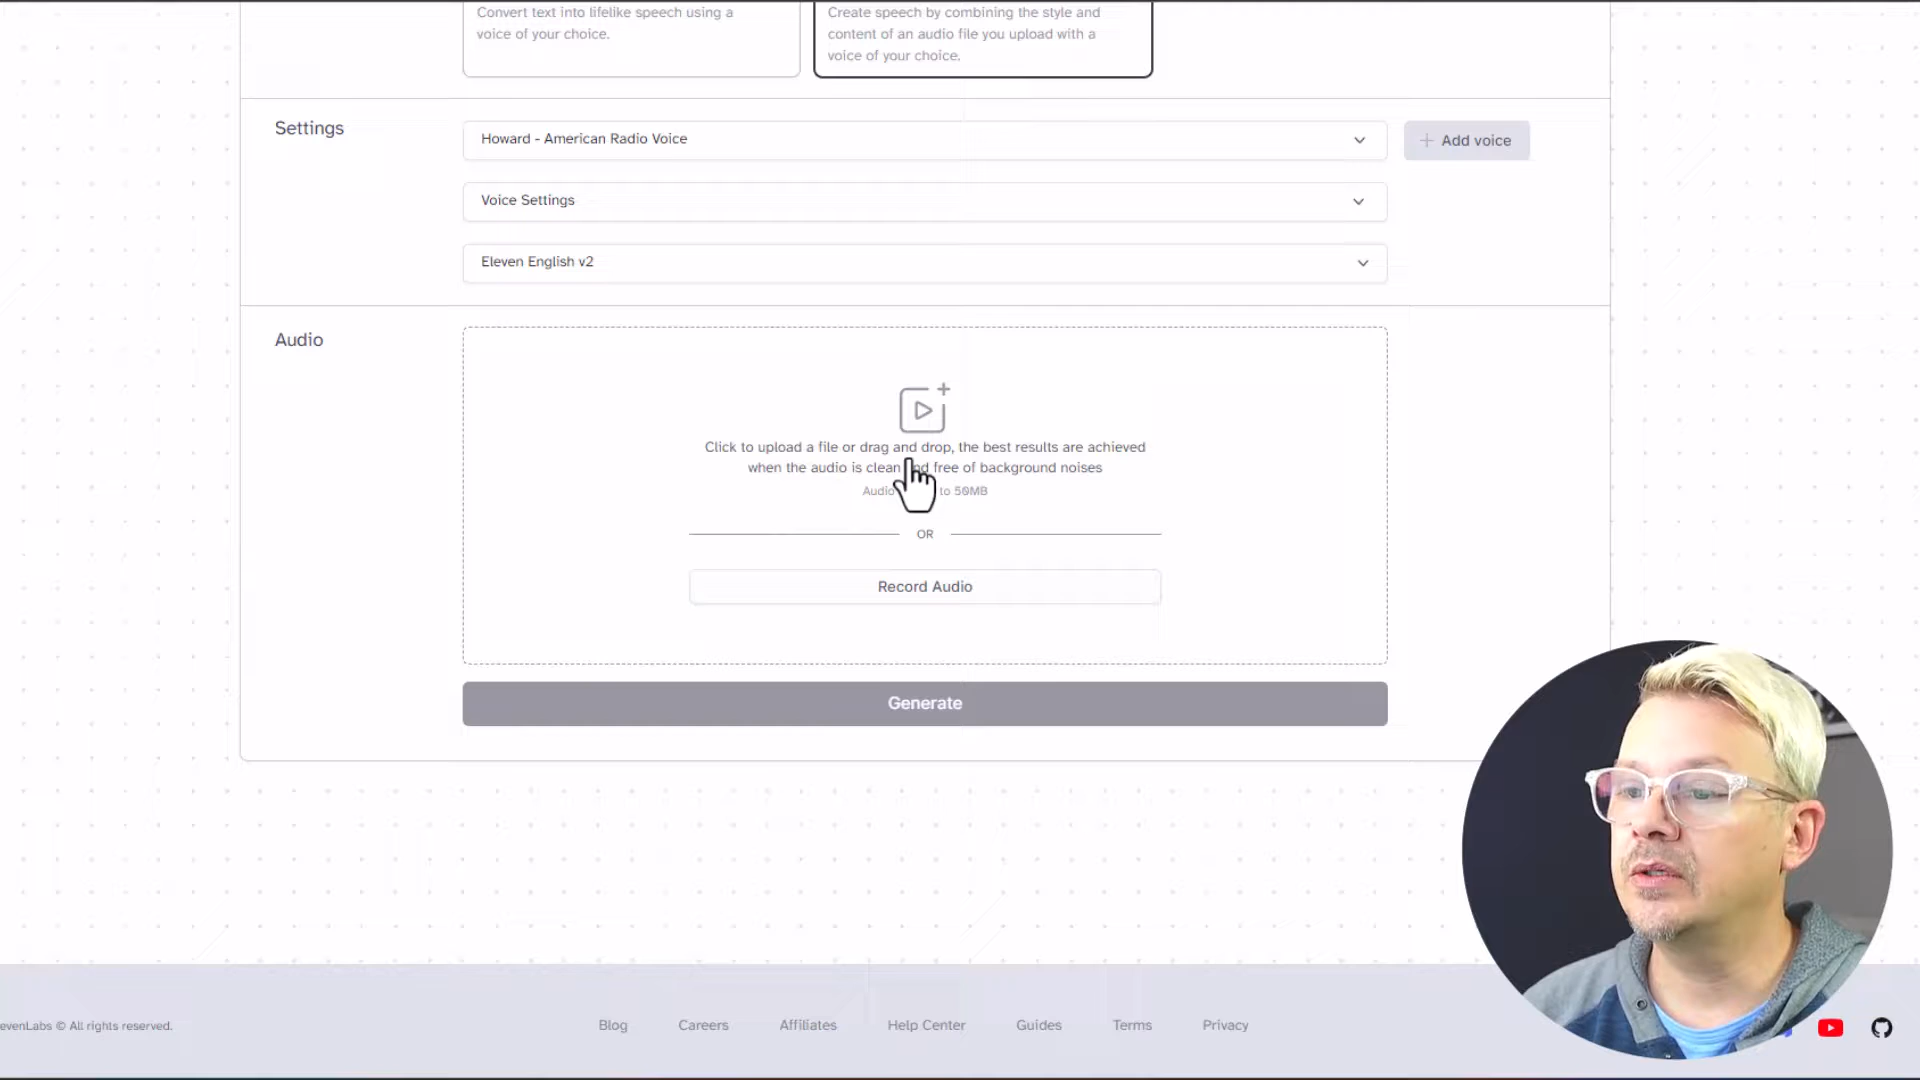 Convert text into lifelike speech using a
voice of your choice.
Create speech by combining the style and
content of an audio file you upload with a
voice of your choice.
Settings
Howard - American Radio Voice
Add voice
Voice Settings
Eleven English v2
Audio
Click to upload a file or drag and drop, the best results are achieved
when the audio is clean and free of background noises
Audio to 50MB
OR
Record Audio
Generate
evenLabs © All rights reserved.
Blog
Careers
Affiliates
Help Center
Guides
Terms
Privacy